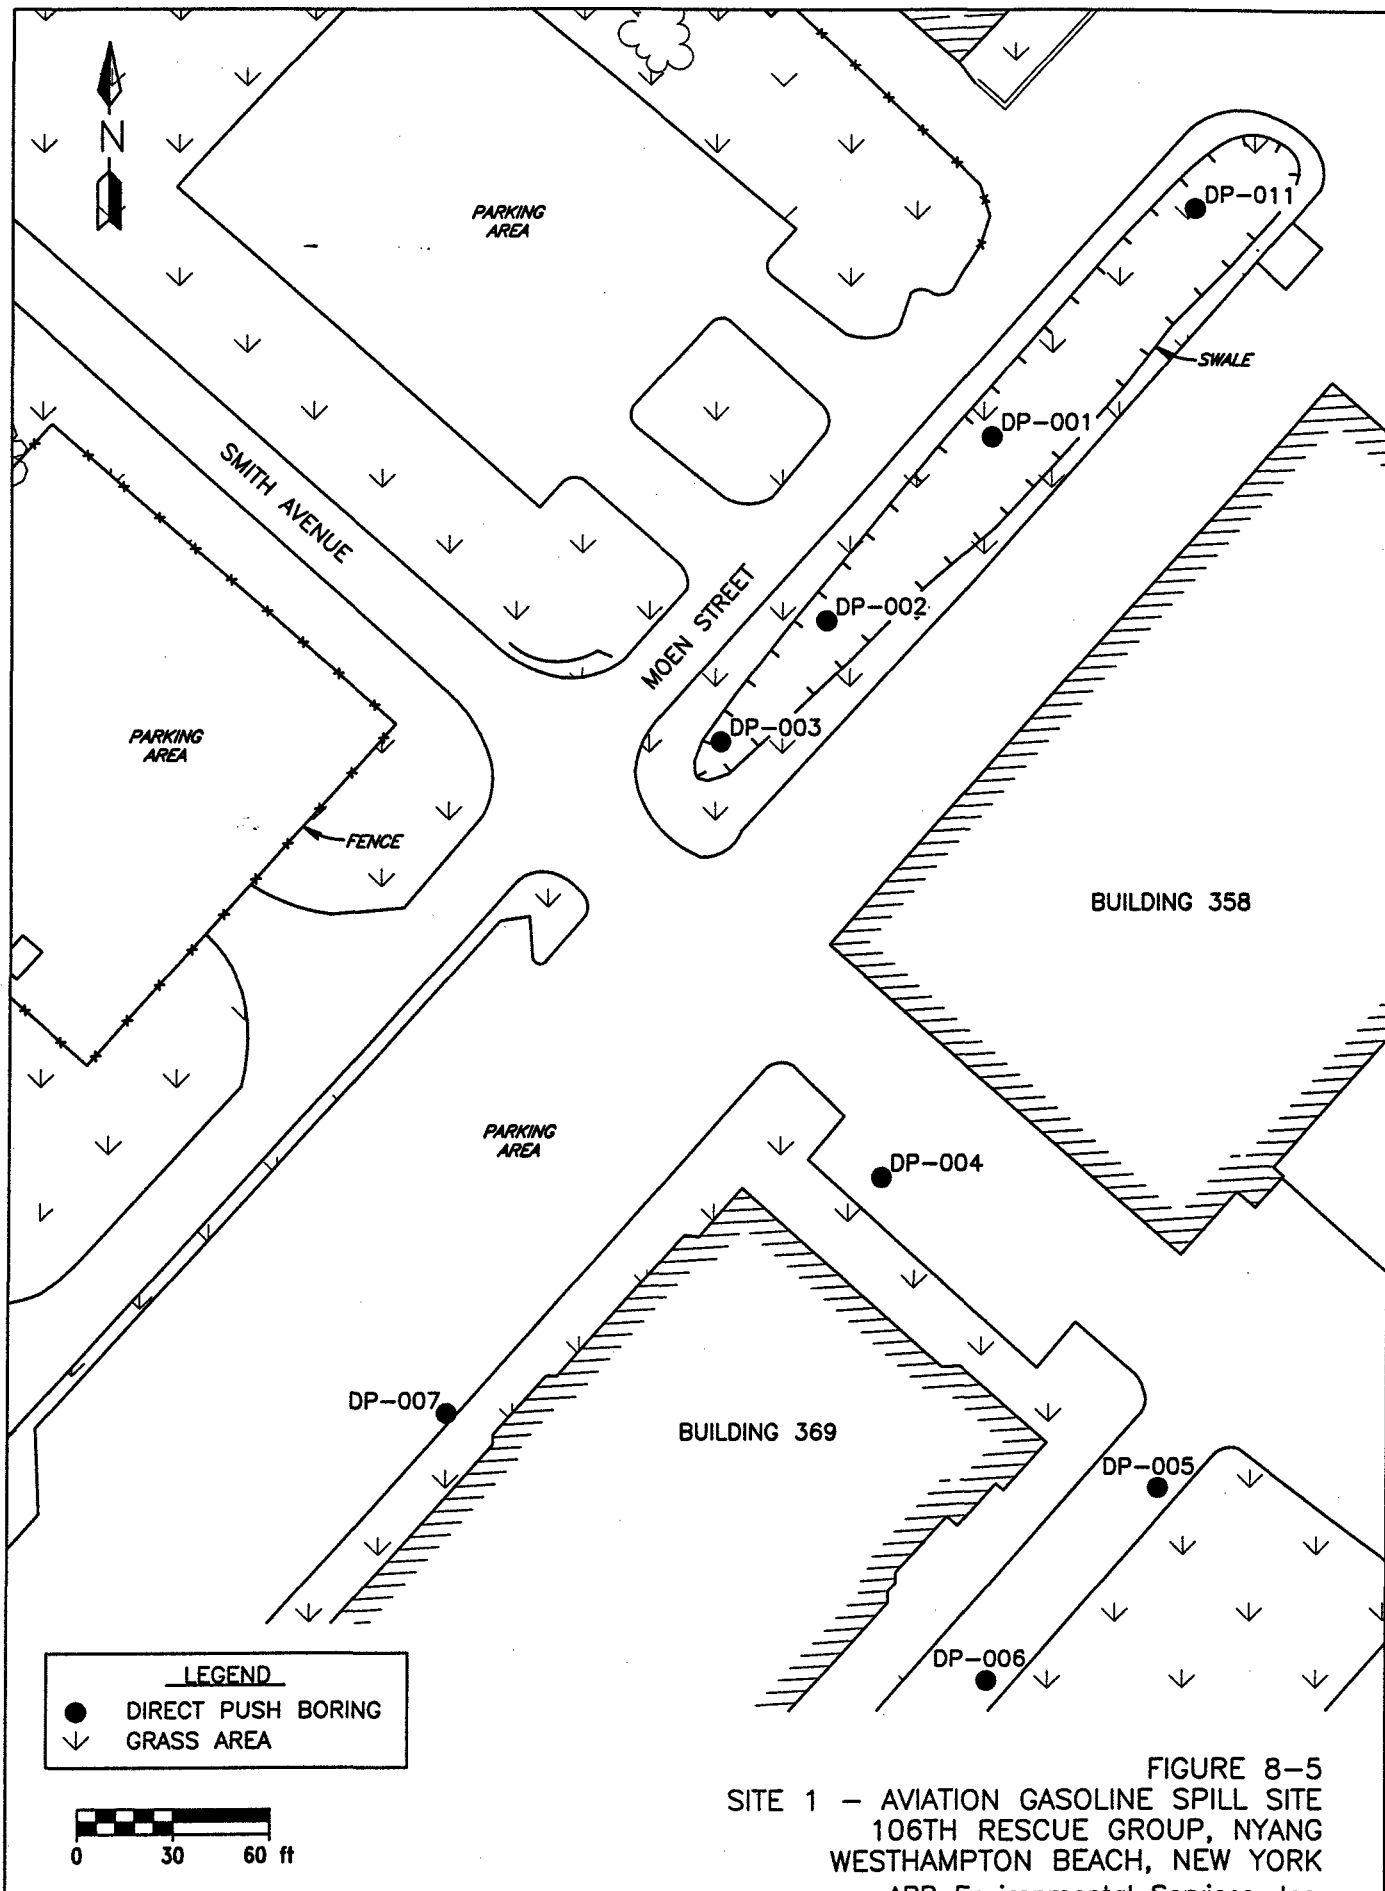 N
PARKING
AREA
DP-011
SWALE
DP-001
SMITH AVENUE
MOEN STREET
DP-002
DP-003
PARKING
AREA
FENCE
BUILDING 358
PARKING
AREA
DP-004
DP-007
BUILDING 369
DP-005
DP-006
LEGEND
DIRECT PUSH BORING
GRASS AREA
0 30 60 ft
FIGURE 8-5
SITE 1 - AVIATION GASOLINE SPILL SITE
106TH RESCUE GROUP, NYANG
WESTHAMPTON BEACH, NEW YORK
Environmental Services, Inc.